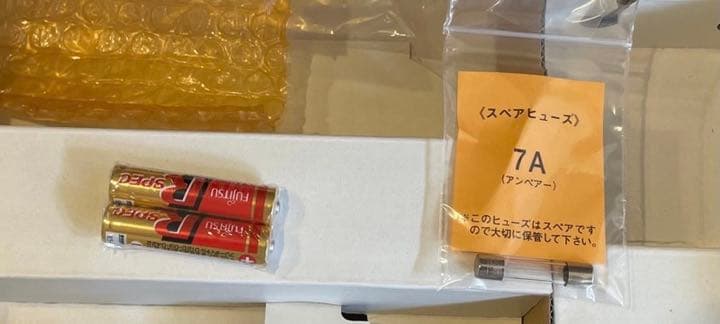 FUJITSU
R SPEC
FUJITSU
R SPEC
〈スペアヒューズ〉
7A
(アンペアー)
※このヒューズはスペアです
ので大切に保管して下さい。